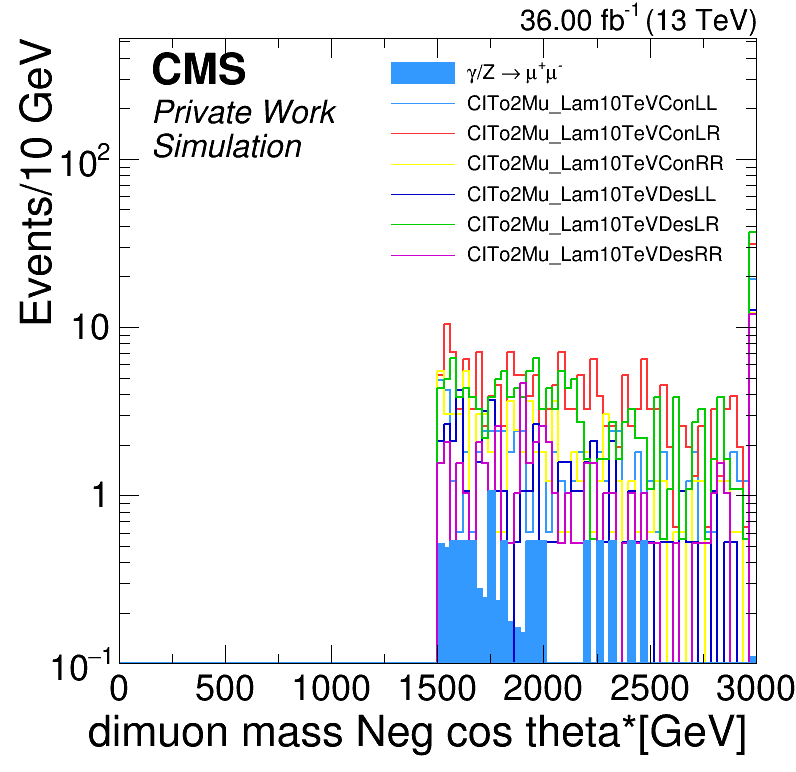 36.00 fb⁻¹ (13 TeV)
CMS
Private Work
Simulation
γ/Z → μ⁺μ⁻
CITo2Mu_Lam10TeVConLL
CITo2Mu_Lam10TeVConLR
CITo2Mu_Lam10TeVConRR
CITo2Mu_Lam10TeVDesLL
CITo2Mu_Lam10TeVDesLR
CITo2Mu_Lam10TeVDesRR
Events/10 GeV
10²
10
1
10⁻¹
0 500 1000 1500 2000 2500 3000
dimuon mass Neg cos theta*[GeV]